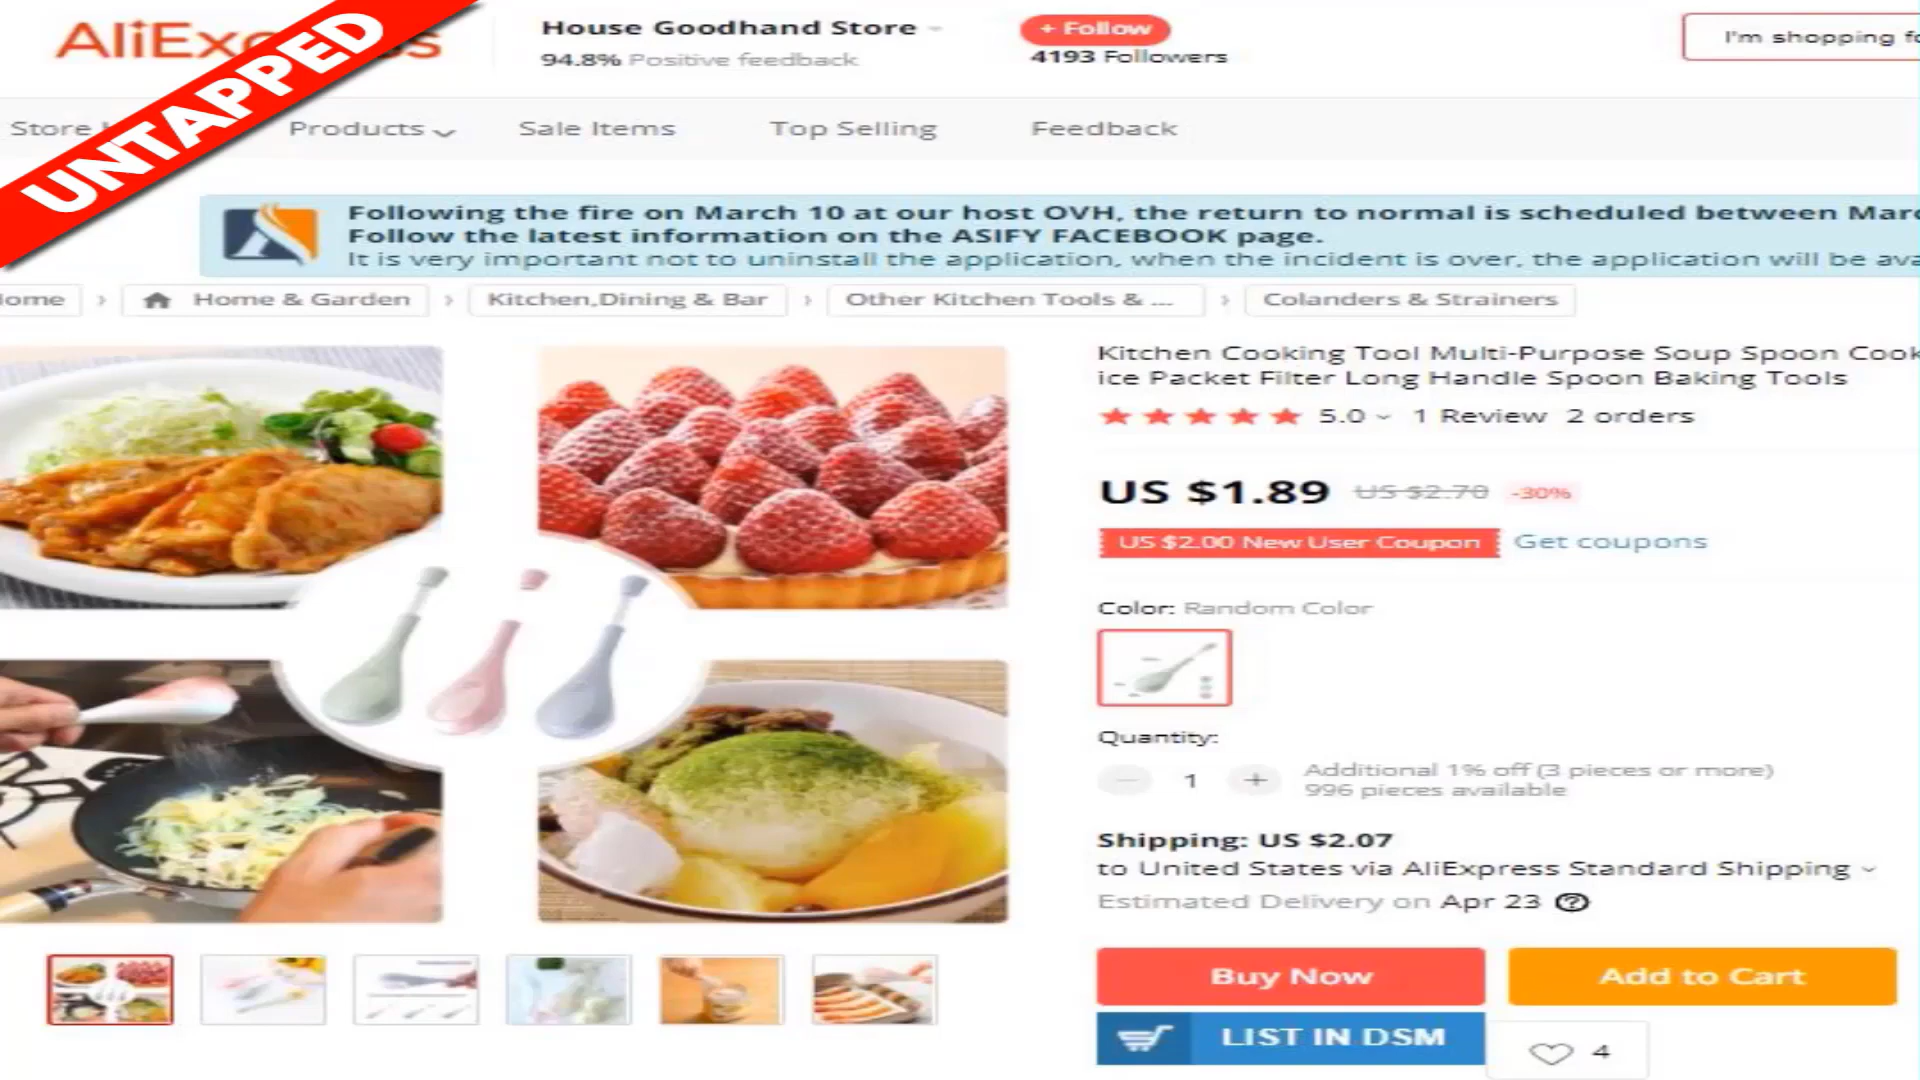 AliEx s
UNTAPPED
House Goodhand Store
94.8% Positive feedback
+ Follow
4193 Followers
I'm shopping fo
Store
Products
Sale Items
Top Selling
Feedback
Following the fire on March 10 at our host OVH, the return to normal is scheduled between Marc
Follow the latest information on the ASIFY FACEBOOK page.
It is very important not to uninstall the application, when the incident is over, the application will be ava
Home
Home & Garden
Kitchen,Dining & Bar
Other Kitchen Tools & ...
Colanders & Strainers
Kitchen Cooking Tool Multi-Purpose Soup Spoon Cook
ice Packet Filter Long Handle Spoon Baking Tools
5.0 1 Review 2 orders
US $1.89 US $2.70 -30%
US $2.00 New User Coupon Get coupons
Color: Random Color
Quantity:
1
Additional 1% off (3 pieces or more)
996 pieces available
Shipping: US $2.07
to United States via AliExpress Standard Shipping
Estimated Delivery on Apr 23
Buy Now
Add to Cart
LIST IN DSM
4